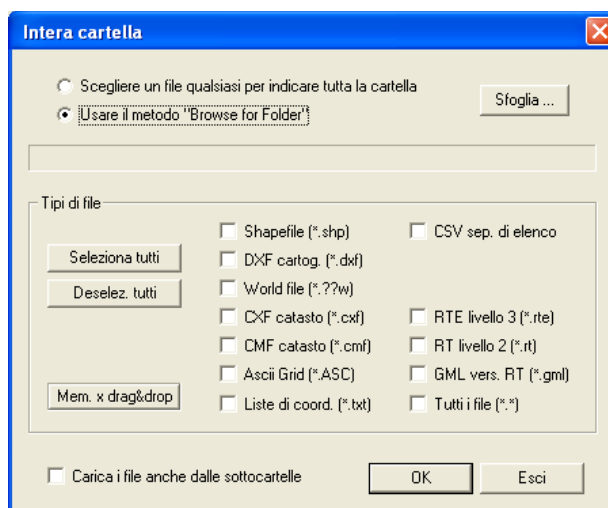 Intera cartella
Scegliere un file qualsiasi per indicare tutta la cartella
Sfoglia ...
Usare il metodo "Browse for Folder"
Tipi di file
Shapefile (*.shp)
CSV sep. di elenco
Seleziona tutti
DXF cartog. (*.dxf)
Deselez. tutti
World file (*.??w)
CXF catasto (*.cxf)
RTE livello 3 (*.rte)
CMF catasto (*.cmf)
RT livello 2 (*.rt)
Ascii Grid (*.ASC)
GML vers. RT (*.gml)
Mem. x drag&drop
Liste di coord. (*.txt)
Tutti i file (*.*)
Carica i file anche dalle sottocartelle
OK
Esci